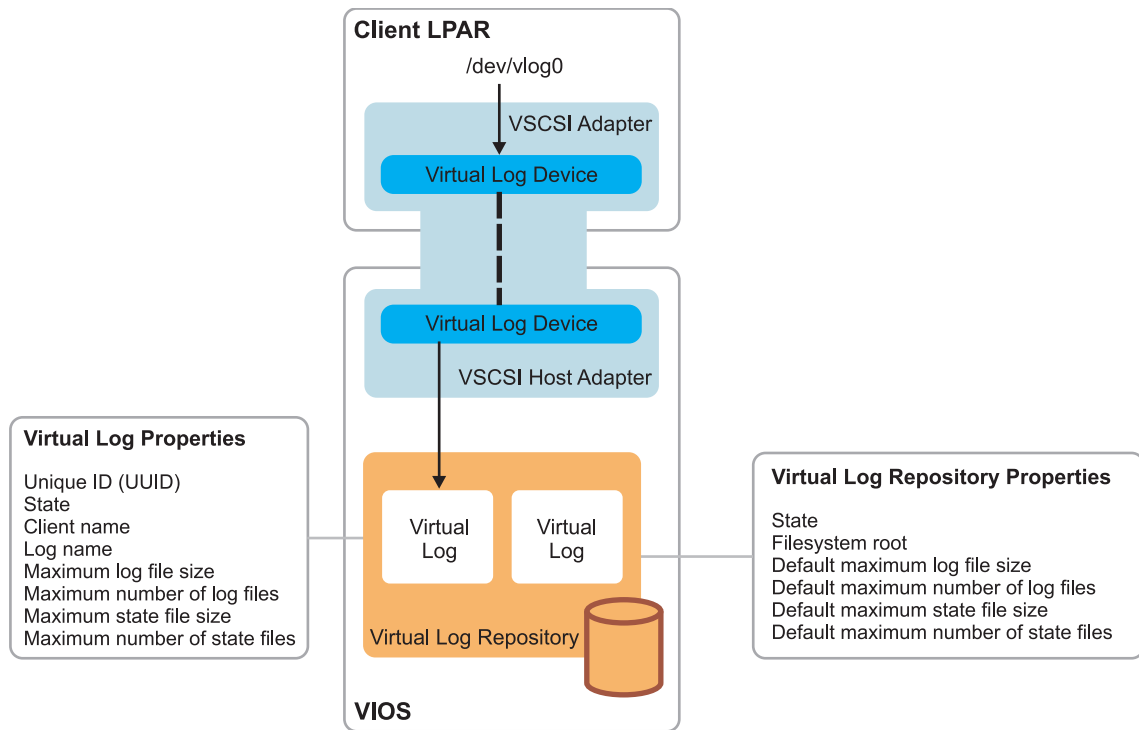 Client LPAR
/dev/vlog0
VSCSI Adapter
Virtual Log Device
Virtual Log Device
VSCSI Host Adapter
Virtual Log Properties
Unique ID (UUID)
State
Client name
Log name
Maximum log file size
Maximum number of log files
Maximum state file size
Maximum number of state files
Virtual
Log
Virtual
Log
Virtual Log Repository
VIOS
Virtual Log Repository Properties
State
Filesystem root
Default maximum log file size
Default maximum number of log files
Default maximum state file size
Default maximum number of state files